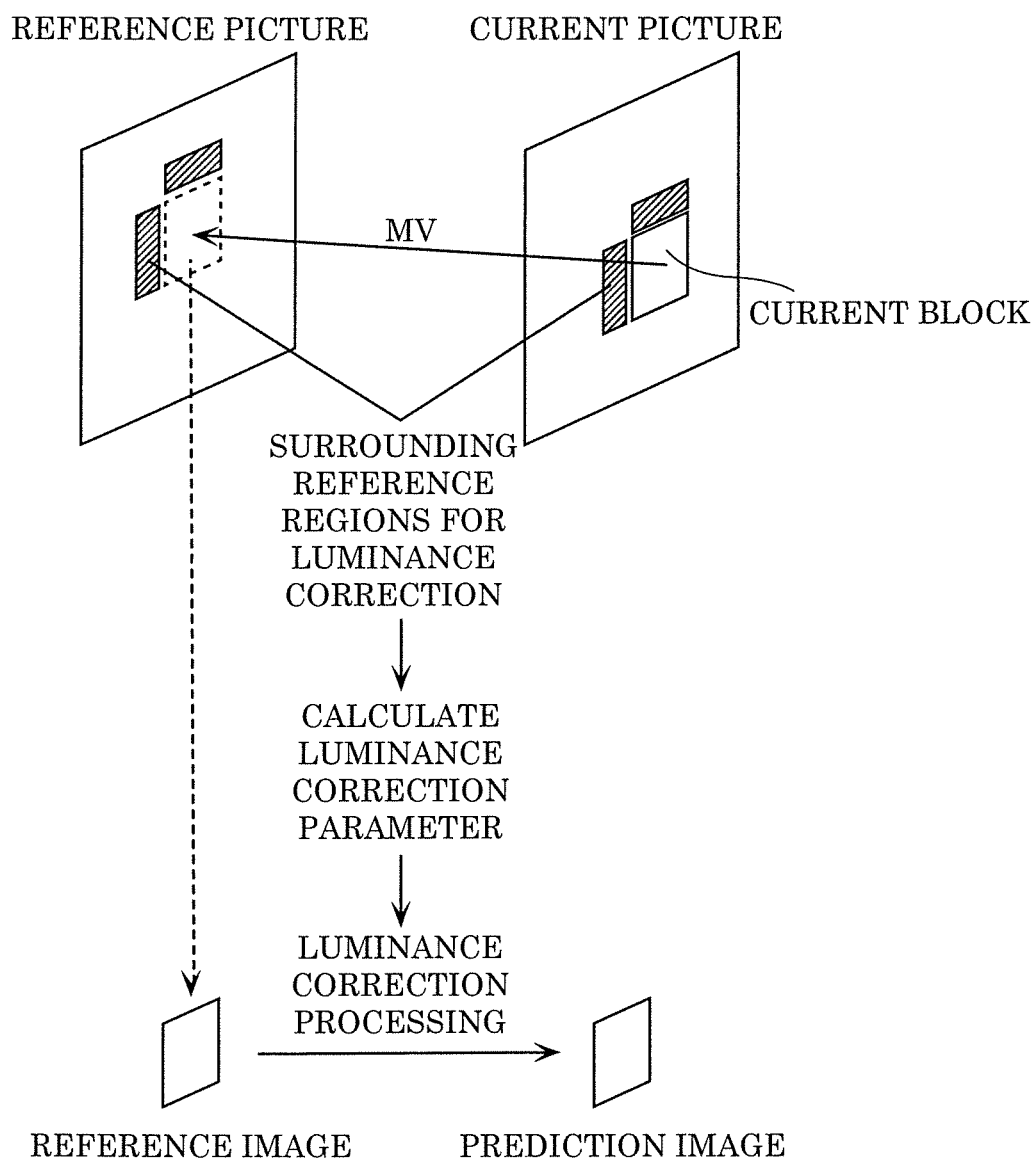 REFERENCE PICTURE
CURRENT PICTURE
MV
CURRENT BLOCK
SURROUNDING
REFERENCE
REGIONS FOR
LUMINANCE
CORRECTION
CALCULATE
LUMINANCE
CORRECTION
PARAMETER
LUMINANCE
CORRECTION
PROCESSING
REFERENCE IMAGE
PREDICTION IMAGE